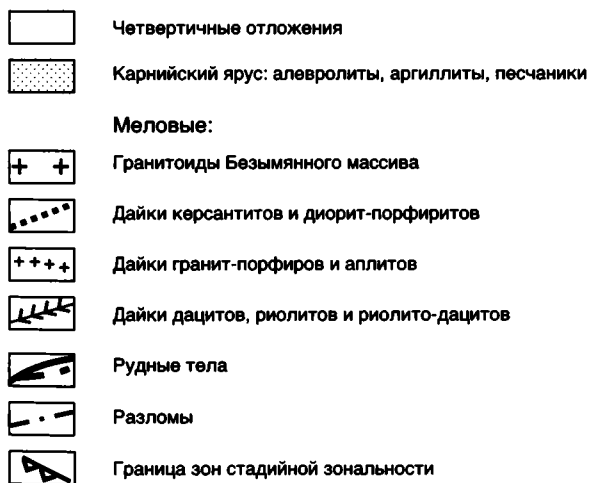 Четвертичные отложения
Карнийский ярус: алевролиты, аргиллиты, песчаники
Меловые:
Гранитоиды Безымянного массива
Дайки керсантитов и диорит-порфиритов
Дайки гранит-порфиров и аплитов
Дайки дацитов, риолитов и риолито-дацитов
Рудные тела
Разломы
Граница зон стадийной зональности